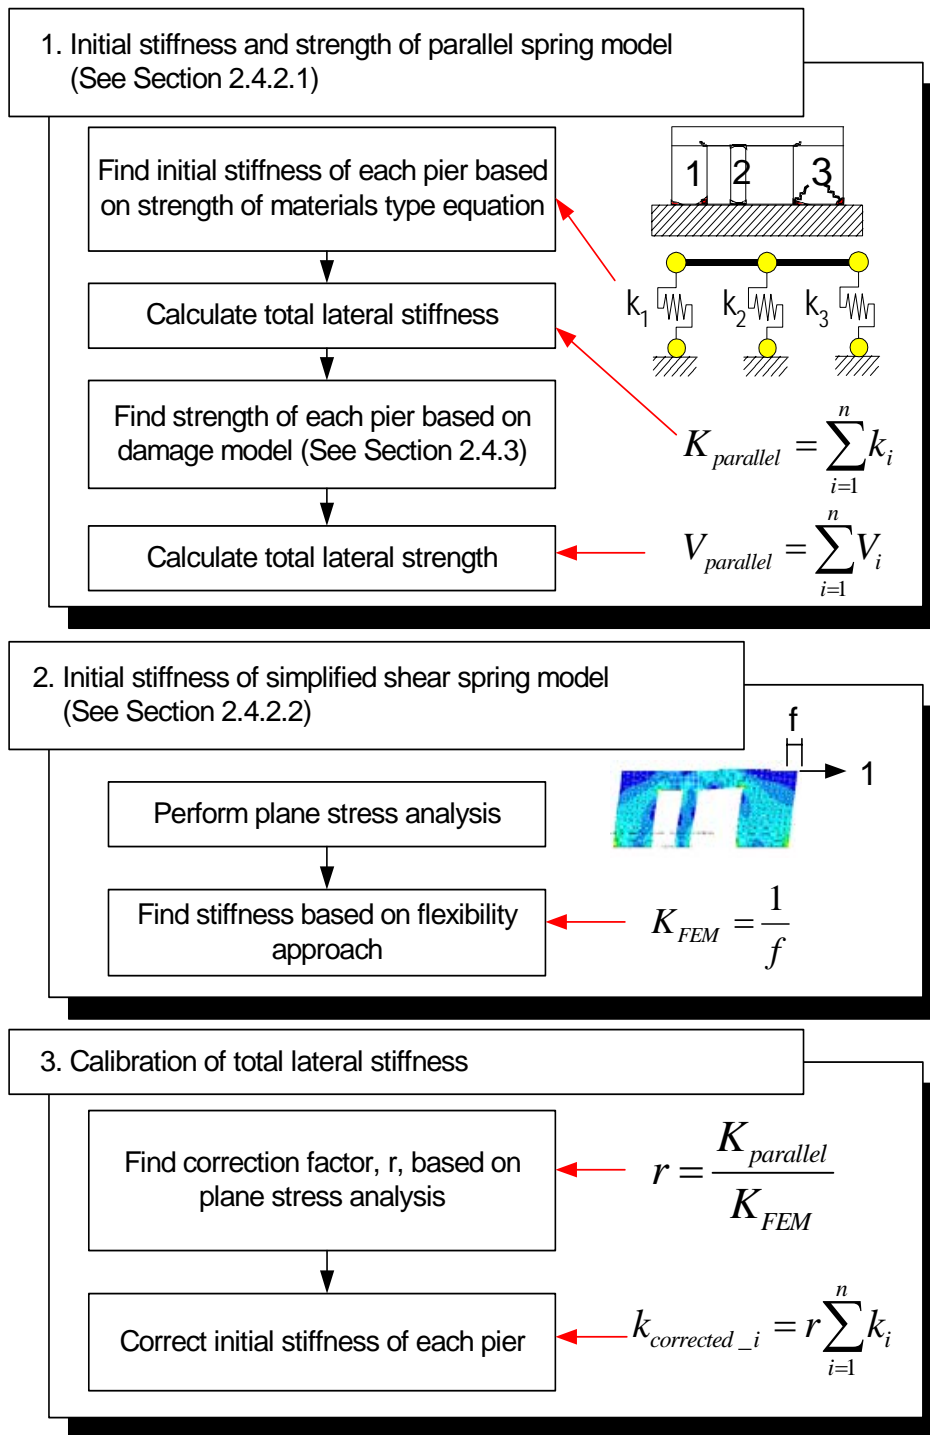 1. Initial stiffness and strength of parallel spring model
(See Section 2.4.2.1)
Find initial stiffness of each pier based
on strength of materials type equation
1 2 3
Calculate total lateral stiffness
k₁ k₂ k₃
Find strength of each pier based on
damage model (See Section 2.4.3)
K_parallel = ∑_{i=1}^{n} k_i
Calculate total lateral strength
V_parallel = ∑_{i=1}^{n} V_i
2. Initial stiffness of simplified shear spring model
(See Section 2.4.2.2)
f
1
Perform plane stress analysis
Find stiffness based on flexibility
approach
K_FEM = 1/f
3. Calibration of total lateral stiffness
Find correction factor, r, based on
plane stress analysis
r = K_parallel/K_FEM
Correct initial stiffness of each pier
k_corrected_i = r ∑_{i=1}^{n} k_i